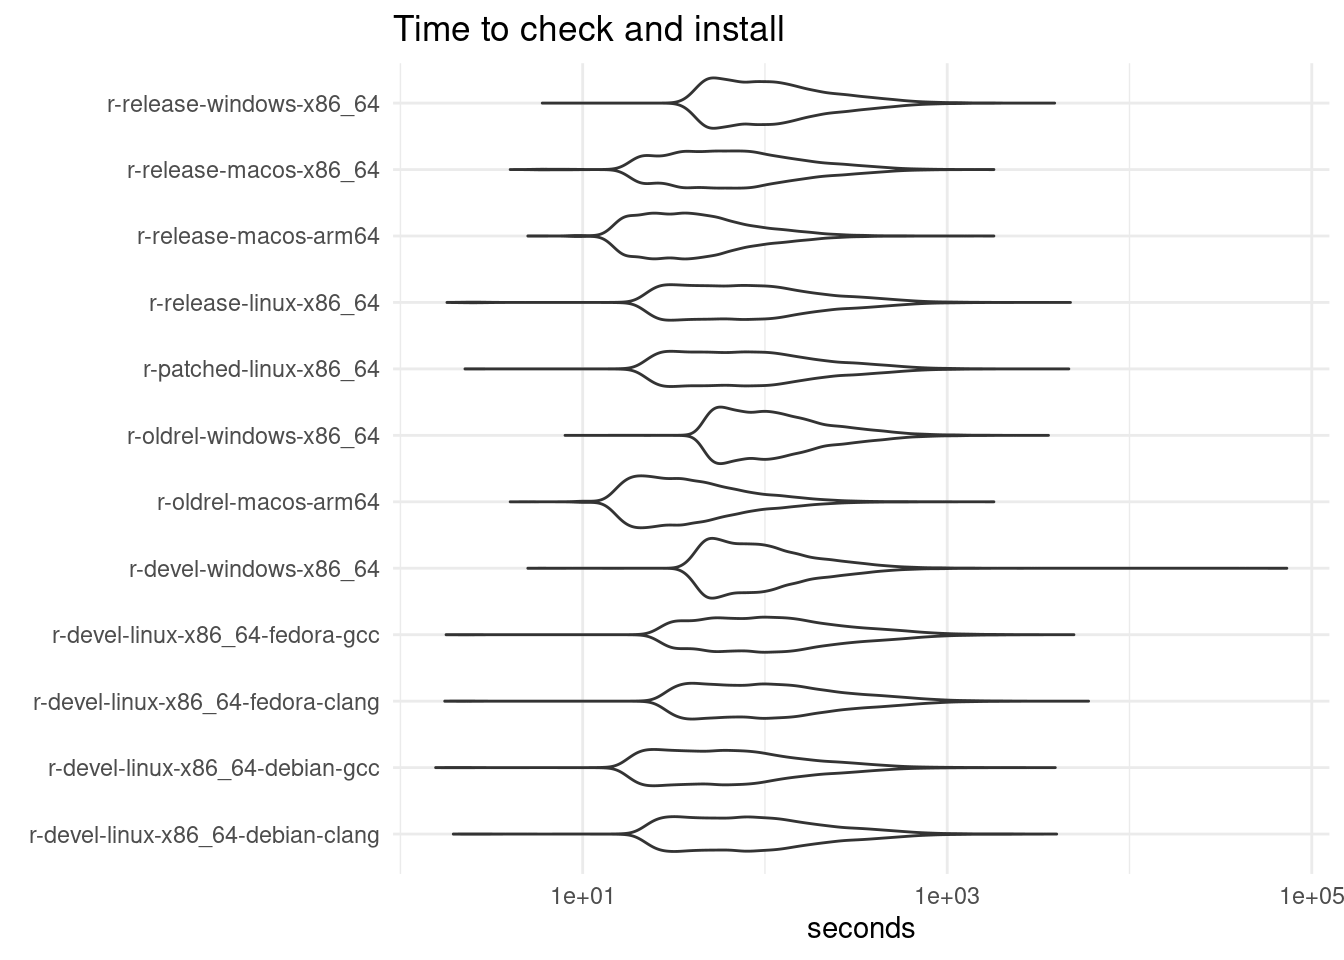 Time to check and install
r-release-windows-x86_64
r-release-macos-x86_64
r-release-macos-arm64
r-release-linux-x86_64
r-patched-linux-x86_64
r-oldrel-windows-x86_64
r-oldrel-macos-arm64
r-devel-windows-x86_64
r-devel-linux-x86_64-fedora-gcc
r-devel-linux-x86_64-fedora-clang
r-devel-linux-x86_64-debian-gcc
r-devel-linux-x86_64-debian-clang
1e+01 1e+03 1e+05
seconds